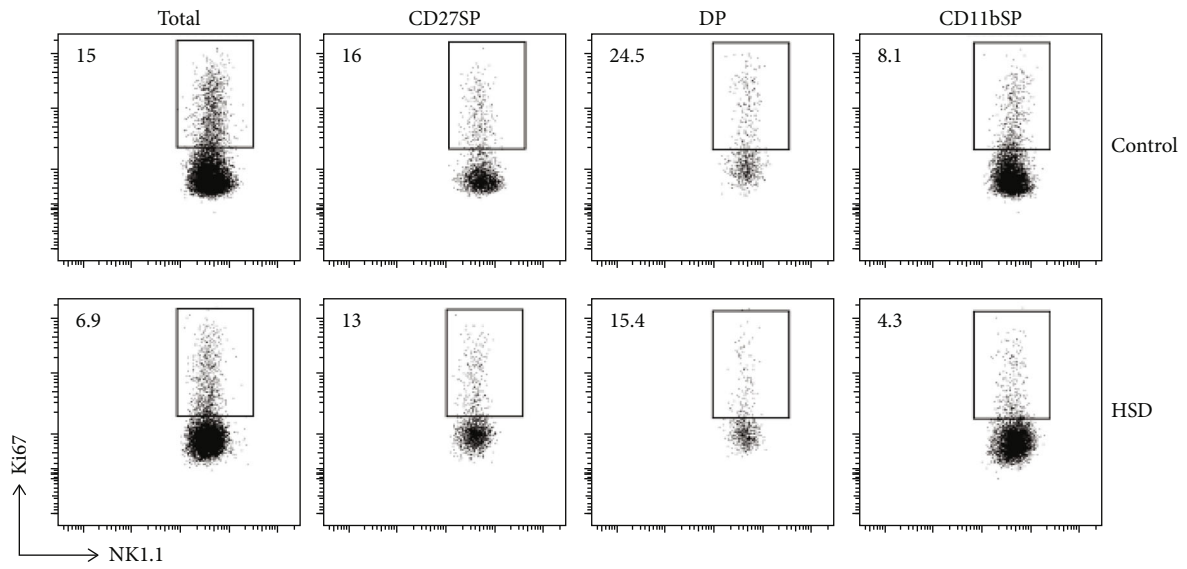 Total CD27SP DP CD11bSP
15 16 24.5 8.1
Control
6.9 13 15.4 4.3
HSD
Ki67
NK1.1